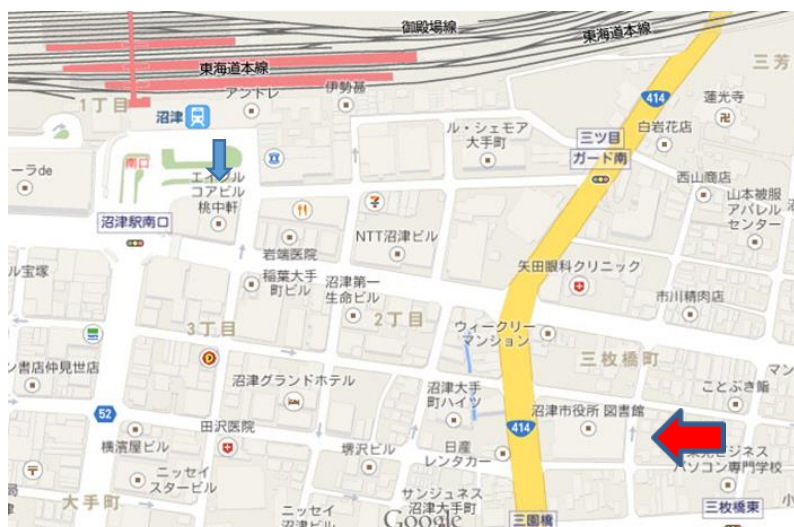 御殿場線
東海道本線
東海道本線
三芳
アンドレ
伊勢甚
1丁目
沼津
414
蓮光寺
卍
白岩花店
ル・シェモア
大手町
三ツ目
ガード南
南口
ーラde
エイブル
コアビル
桃中軒
西山商店
山本被服
アパレル
センター
沼津駅南口
NTT沼津ビル
岩端医院
ル宝塚
稲葉大手
町ビル
沼津第一
生命ビル
矢田眼科クリニック
市川精肉店
3丁目
2丁目
ウィークリー
マンション
三枚橋町
マン
ン書店仲見世店
沼津グランドホテル
沼津大手
町ハイツ
ことぶき鮨
52
田沢医院
沼津市役所 図書館
414
横濱屋ビル
堺沢ビル
日産
レンタカー
ビジネス
パソコン専門学校
〒
ニッセイ
スタービル
大手町
サンジュネス
沼津大手町
ニッセイ
沼津ビル
Google
三園橋
三枚橋東
小
局